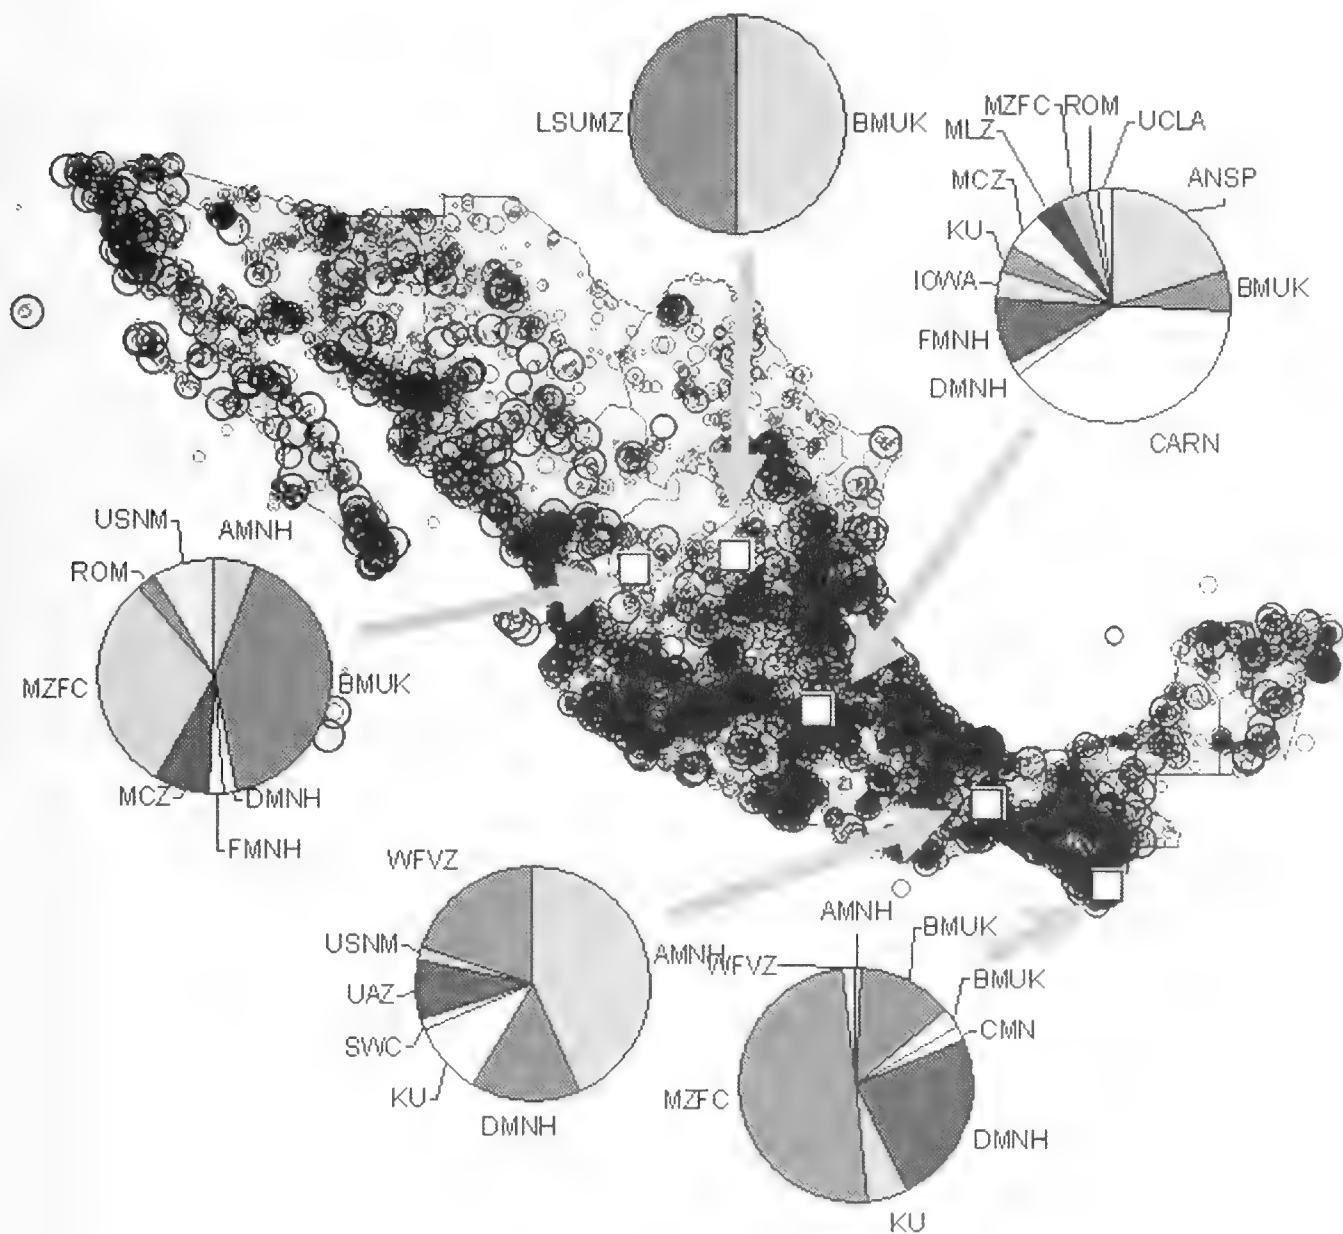 LSUMZ
BMUK
MZFC
ROM
UCLA
MLZ
MCZ
ANSP
KU
IOWA
BMUK
FMNH
DMNH
CARN
USNM
AMNH
ROM
MZFC
BMUK
MCZ
DMNH
FMNH
WFVZ
USNM
AMNH
UAZ
SWC
KU
DMNH
AMNH
BMUK
WFVZ
BMUK
CMN
MZFC
DMNH
KU